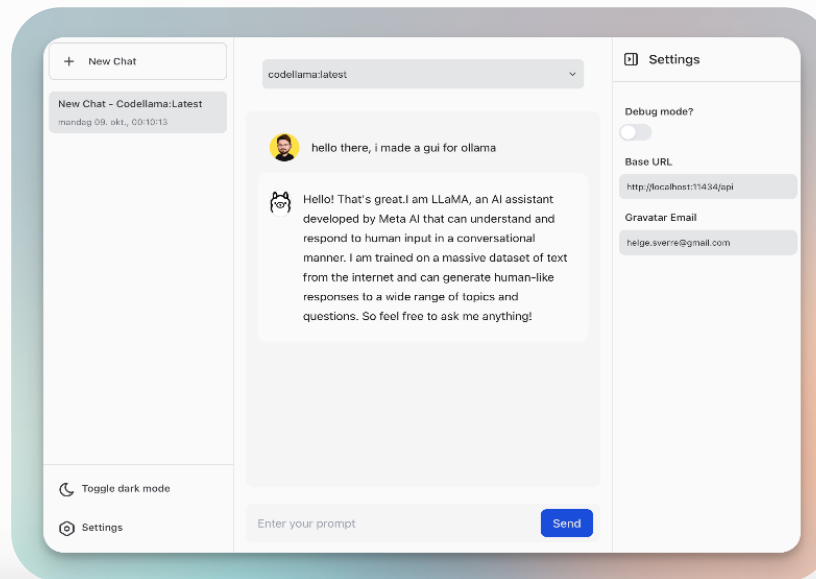 New Chat
New Chat - Codellama:Latest
mandag 09. okt., 00:10:13
Toggle dark mode
Settings
codellama:latest
hello there, i made a gui for ollama
Hello! That's great.I am LLaMA, an AI assistant
developed by Meta AI that can understand and
respond to human input in a conversational
manner. I am trained on a massive dataset of text
from the internet and can generate human-like
responses to a wide range of topics and
questions. So feel free to ask me anything!
Enter your prompt
Send
Settings
Debug mode?
Base URL
http://localhost:11434/api
Gravatar Email
helge.sverre@gmail.com